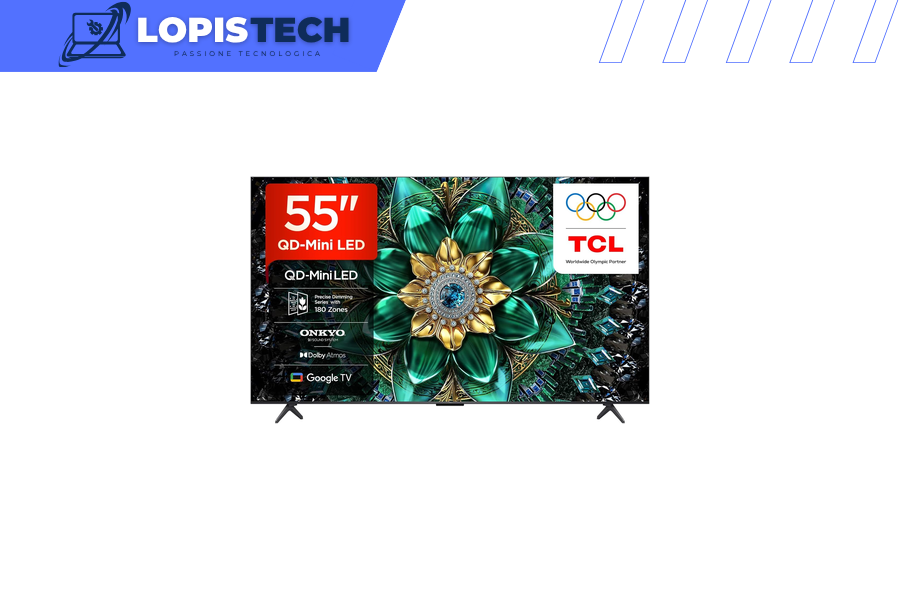 LOPISTECH
PASSIONE TECNOLOGICA
55"
QD-Mini LED
QD-Mini LED
Precise Dimming
Series with
180 Zones
ONKYO
Dolby Atmos
Google TV
TCL
Worldwide Olympic Partner